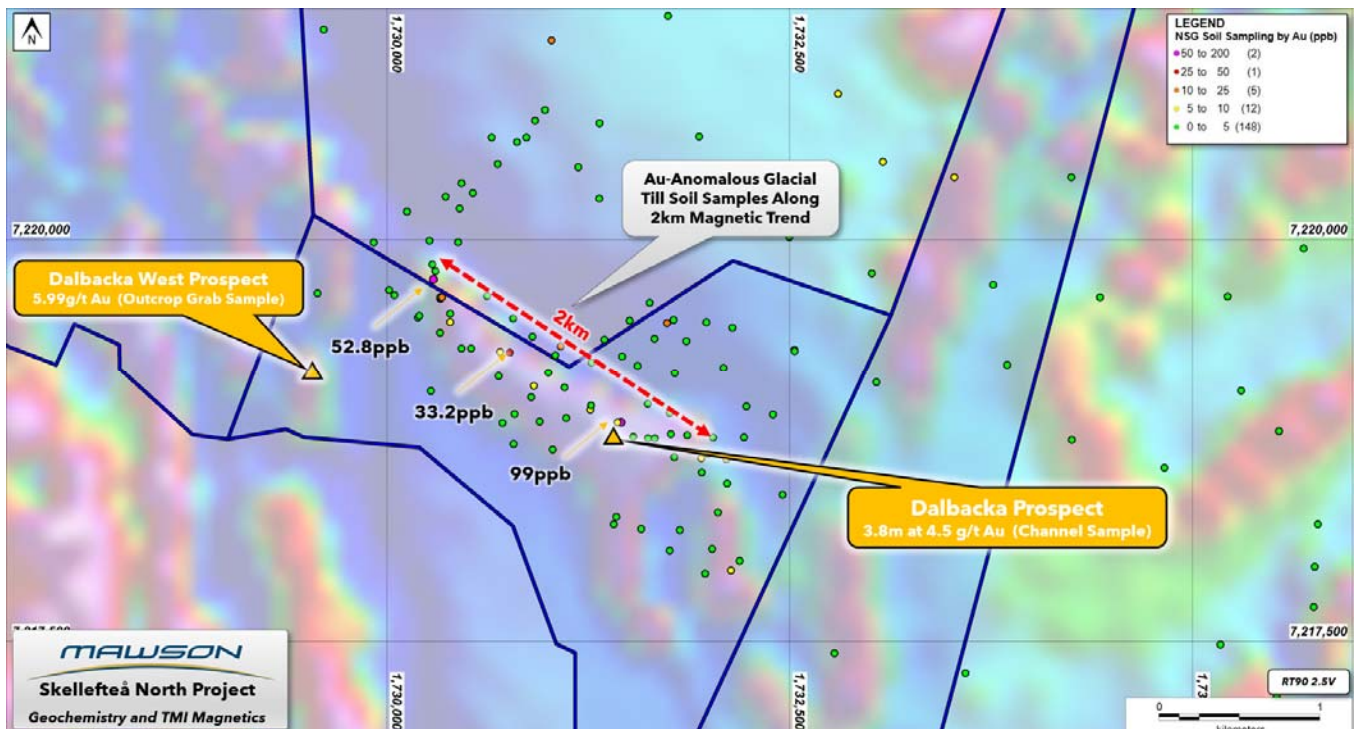 N
1,730,000
1,732,500
LEGEND
NSG Soil Sampling by Au (ppb)
50 to 200 (2)
25 to 50 (1)
10 to 25 (5)
5 to 10 (12)
0 to 5 (148)
Au-Anomalous Glacial
Till Soil Samples Along
2km Magnetic Trend
7,220,000
7,220,000
Dalbacka West Prospect
5.99g/t Au (Outcrop Grab Sample)
2km
52.8ppb
33.2ppb
99ppb
Dalbacka Prospect
3.8m at 4.5 g/t Au (Channel Sample)
7,217,500
7,217,500
MAWSON
Skellefteå North Project
Geochemistry and TMI Magnetics
1,730,000
1,732,500
RT90 2.5V
0 1